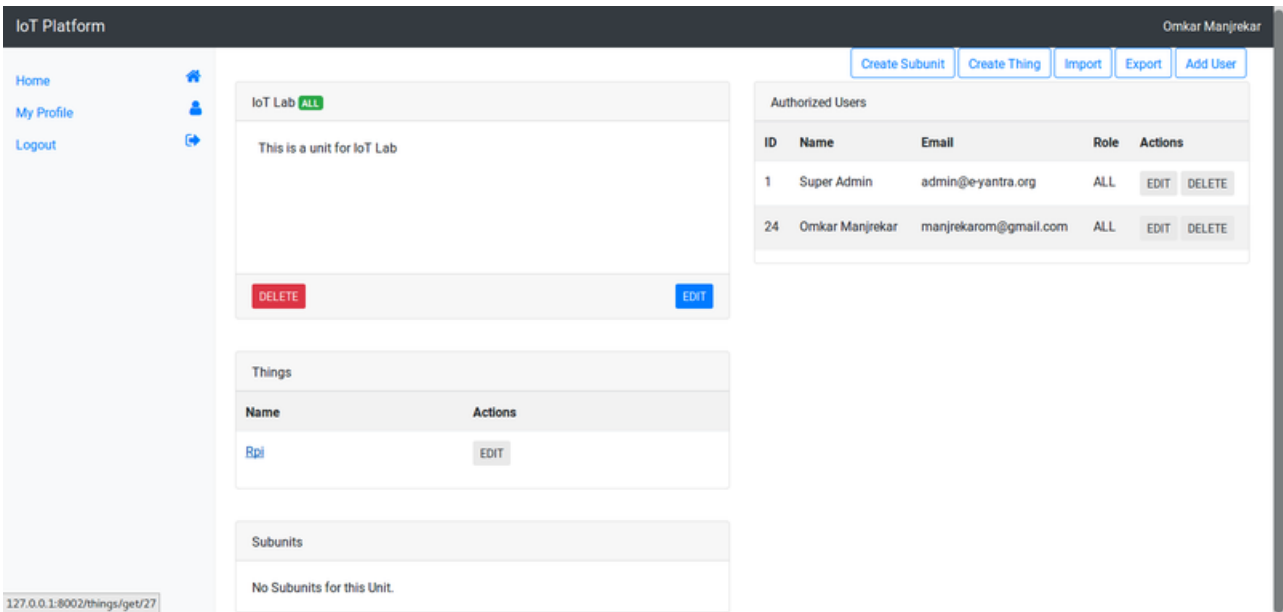 IoT Platform
Omkar Manjrekar
Home
My Profile
Logout
Create Subunit Create Thing Import Export Add User
IoT Lab ALL
This is a unit for IoT Lab
DELETE EDIT
Authorized Users
ID Name Email Role Actions
1 Super Admin admin@e-yantra.org ALL EDIT DELETE
24 Omkar Manjrekar manjrekarom@gmail.com ALL EDIT DELETE
Things
Name Actions
Rpi EDIT
Subunits
No Subunits for this Unit.
127.0.0.1:8002/things/get/27